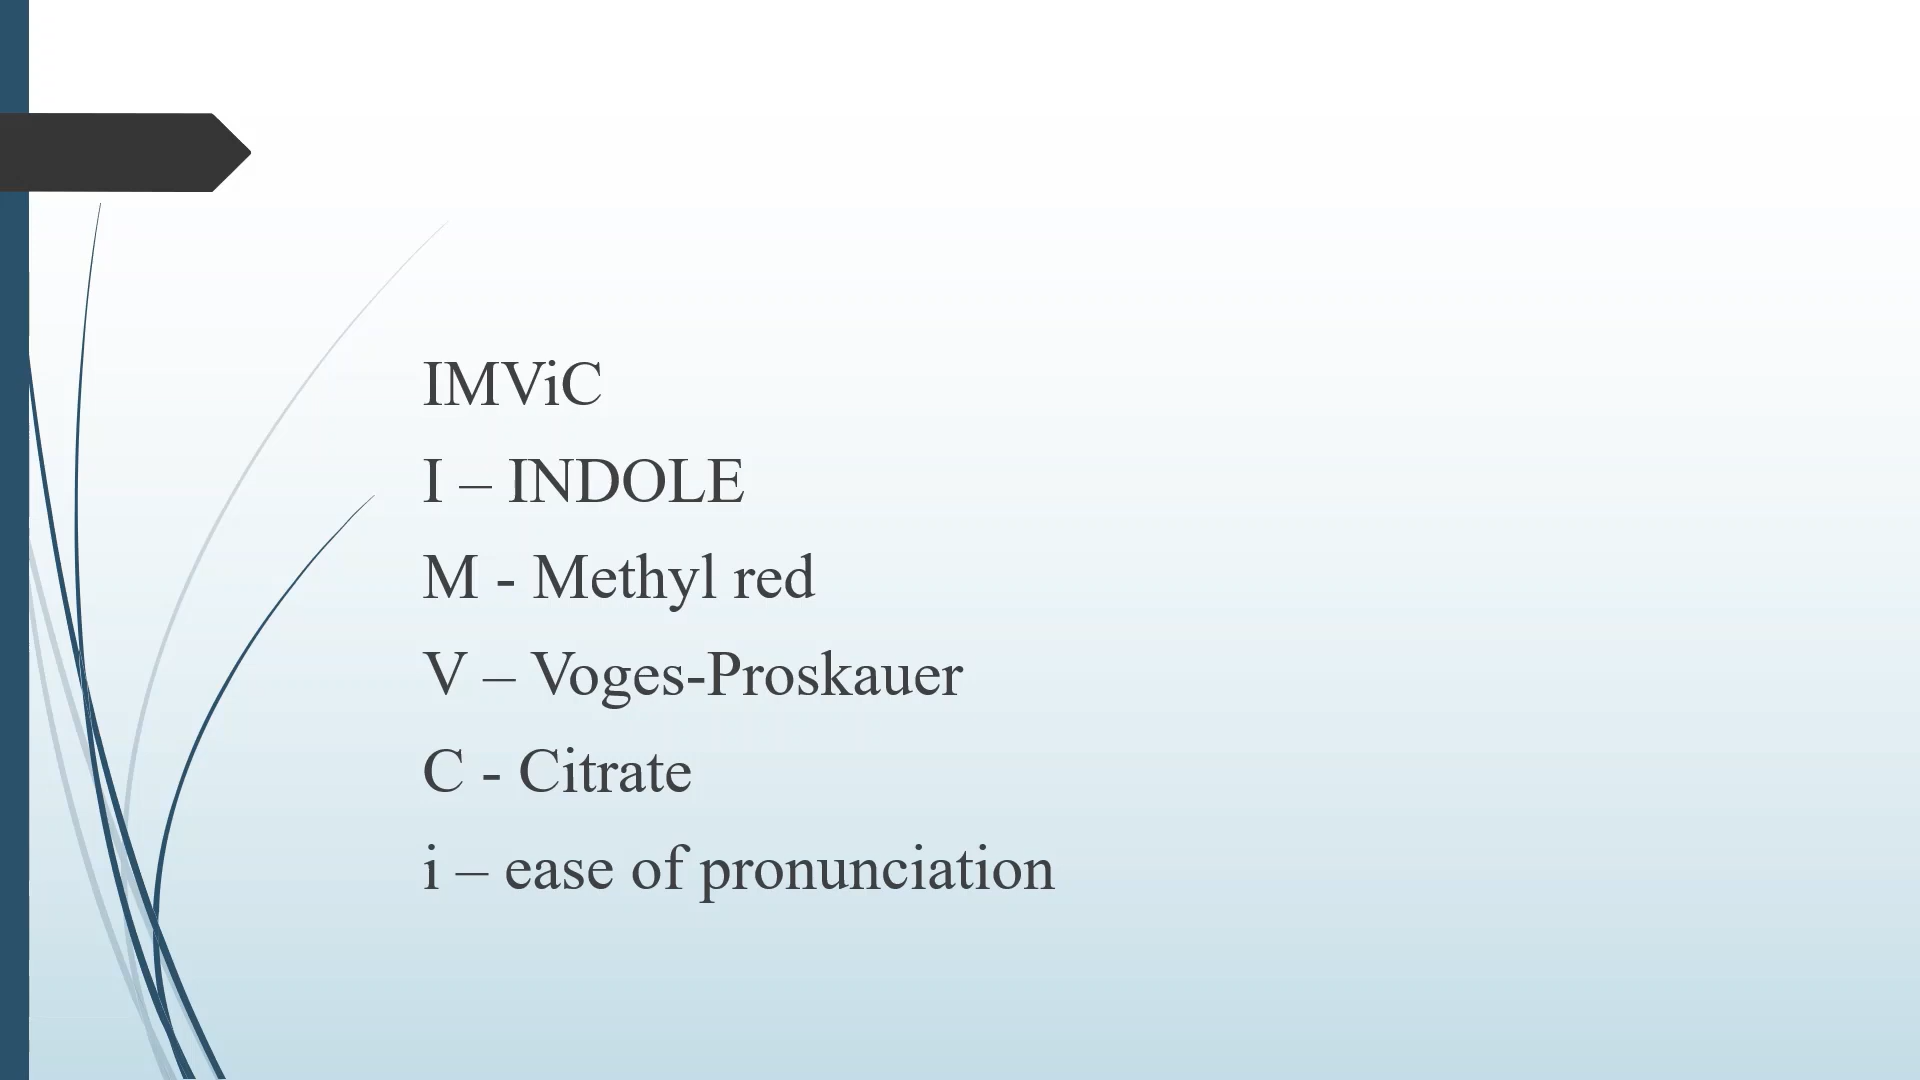 IMViC
I – INDOLE
M - Methyl red
V – Voges-Proskauer
C - Citrate
i – ease of pronunciation